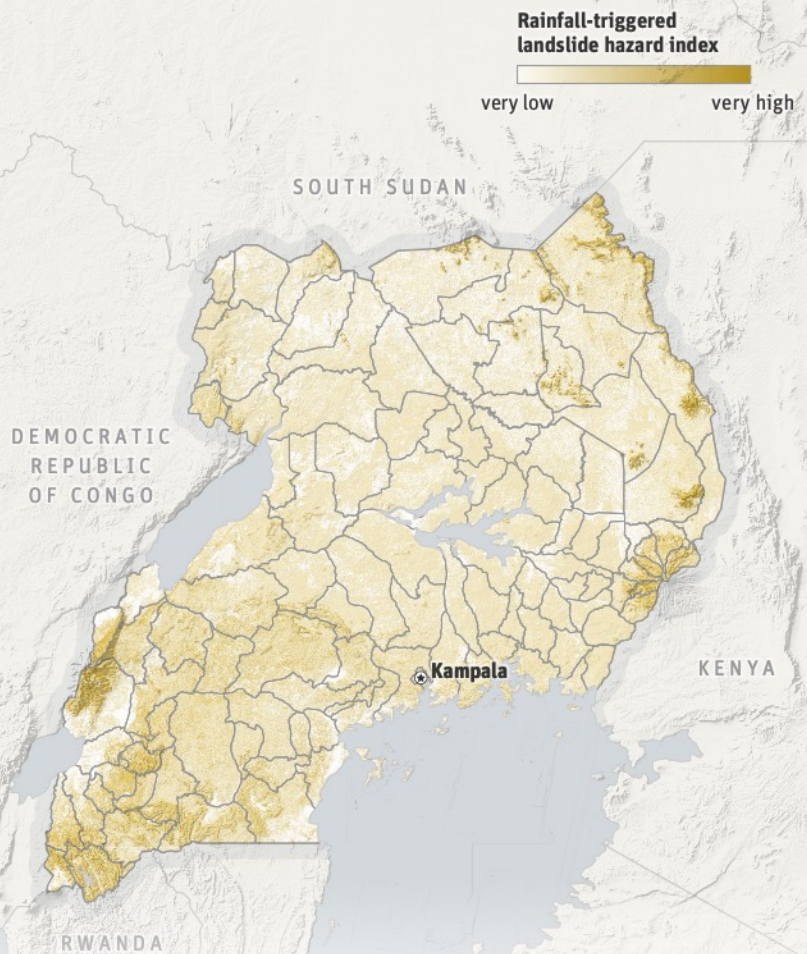 Rainfall-triggered
landslide hazard index
very low very high
SOUTH SUDAN
DEMOCRATIC
REPUBLIC
OF CONGO
Kampala
KENYA
RWANDA